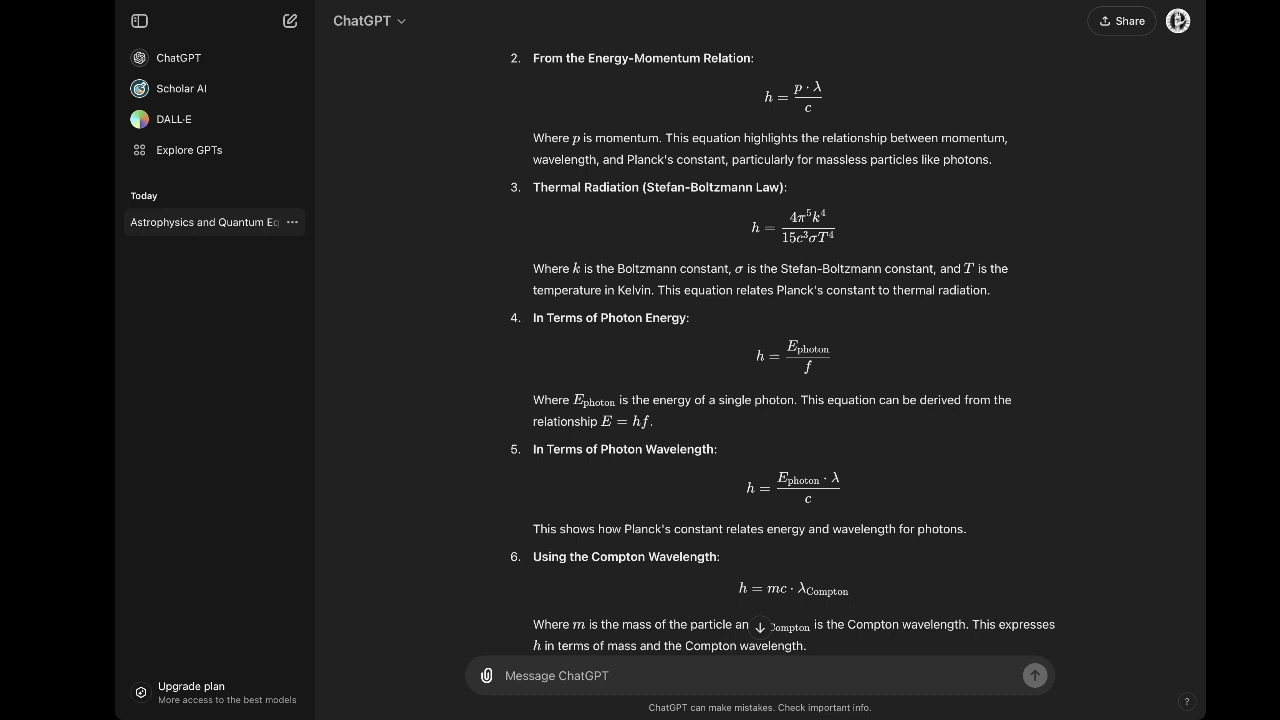 ChatGPT
Share
ChatGPT
Scholar AI
DALL·E
Explore GPTs
Today
Astrophysics and Quantum Eq
2. From the Energy-Momentum Relation:
h = p · λ / c
Where p is momentum. This equation highlights the relationship between momentum,
wavelength, and Planck's constant, particularly for massless particles like photons.
3. Thermal Radiation (Stefan-Boltzmann Law):
h = 4π⁵k⁴ / 15c³σT⁴
Where k is the Boltzmann constant, σ is the Stefan-Boltzmann constant, and T is the
temperature in Kelvin. This equation relates Planck's constant to thermal radiation.
4. In Terms of Photon Energy:
h = E_photon / f
Where E_photon is the energy of a single photon. This equation can be derived from the
relationship E = hf.
5. In Terms of Photon Wavelength:
h = E_photon · λ / c
This shows how Planck's constant relates energy and wavelength for photons.
6. Using the Compton Wavelength:
h = mc · λ_Compton
Where m is the mass of the particle an Compton is the Compton wavelength. This expresses
h in terms of mass and the Compton wavelength.
Message ChatGPT
Upgrade plan
More access to the best models
ChatGPT can make mistakes. Check important info.
?